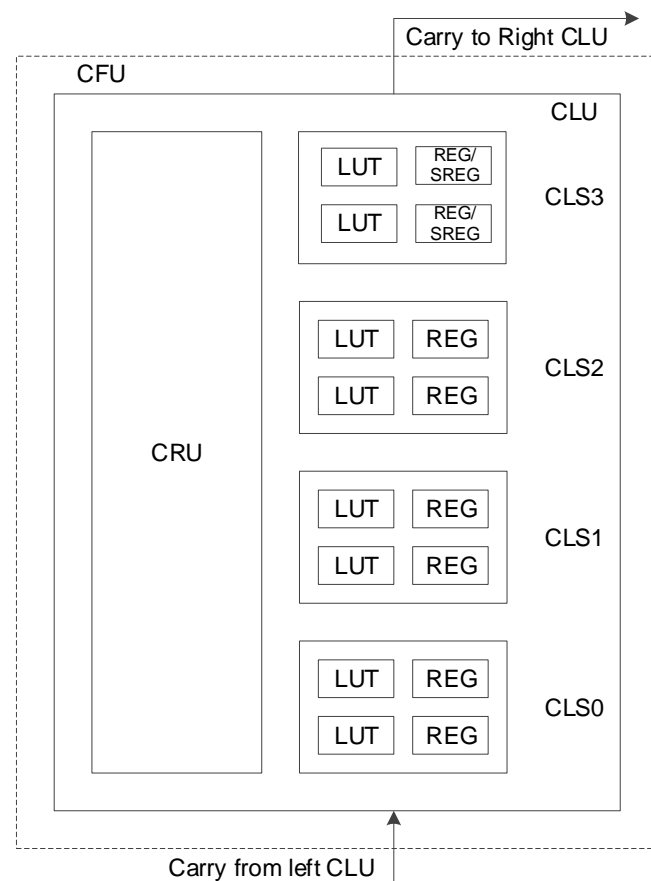 Carry to Right CLU
CFU
CLU
LUT
REG/
SREG
LUT
REG/
SREG
CLS3
LUT
REG
LUT
REG
CLS2
CRU
LUT
REG
LUT
REG
CLS1
LUT
REG
LUT
REG
CLS0
Carry from left CLU